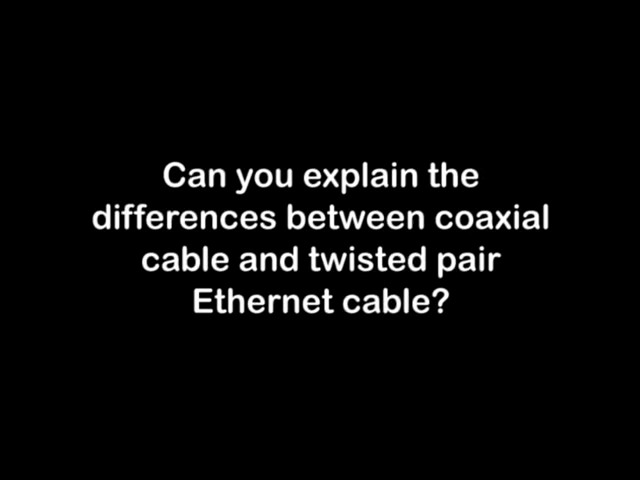 Can you explain the
differences between coaxial
cable and twisted pair
Ethernet cable?